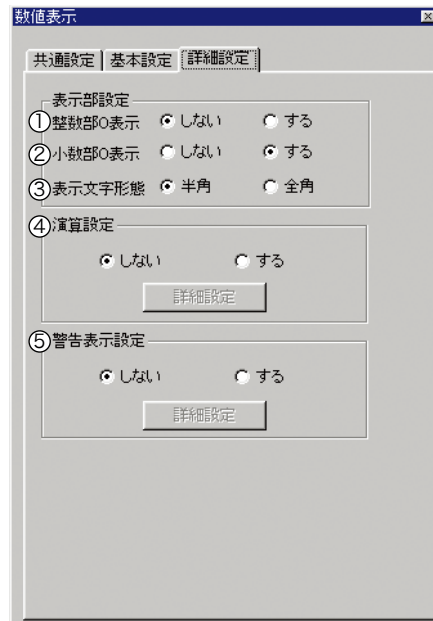 数値表示
共通設定 基本設定 詳細設定
表示部設定
①整数部0表示 しない する
②小数部0表示 しない する
③表示文字形態 半角 全角
④演算設定
しない する
詳細設定
⑤警告表示設定
しない する
詳細設定